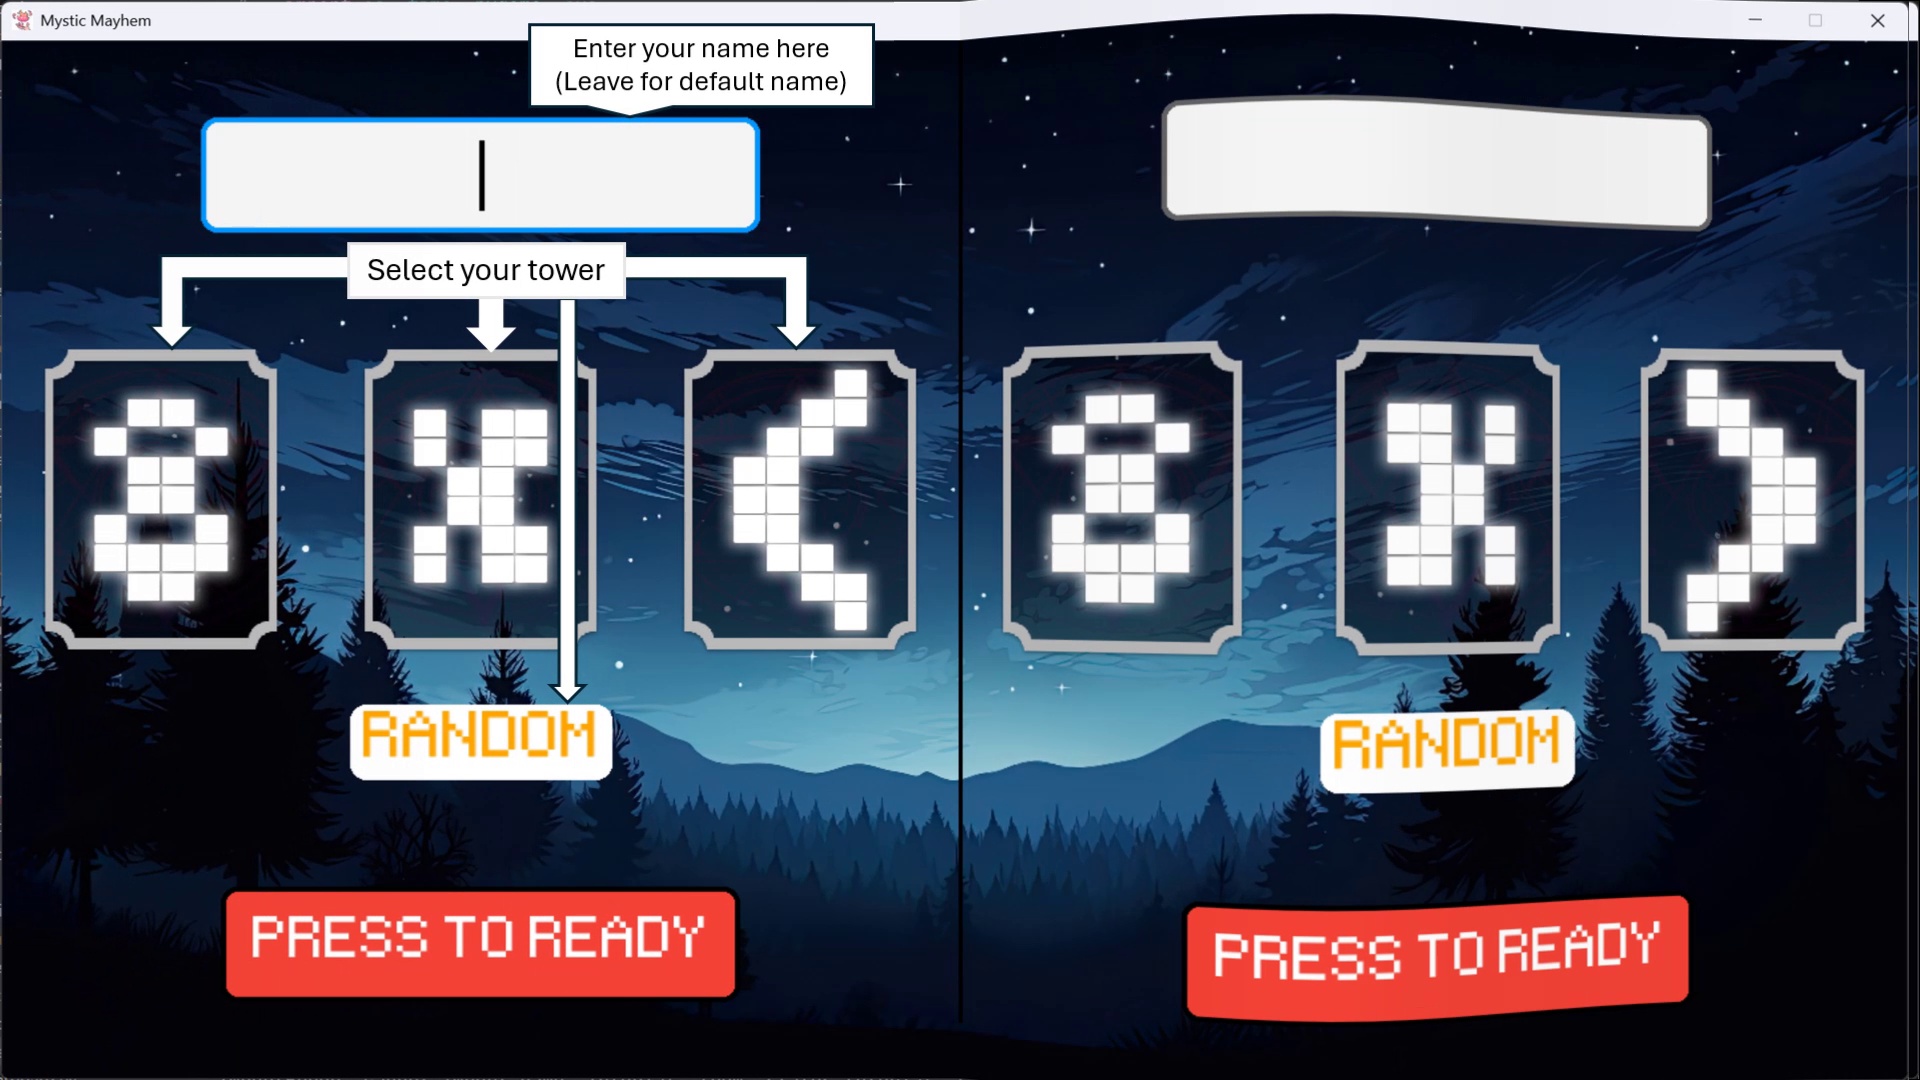 Mystic Mayhem
Enter your name here
(Leave for default name)
Select your tower
RANDOM
RANDOM
PRESS TO READY
PRESS TO READY